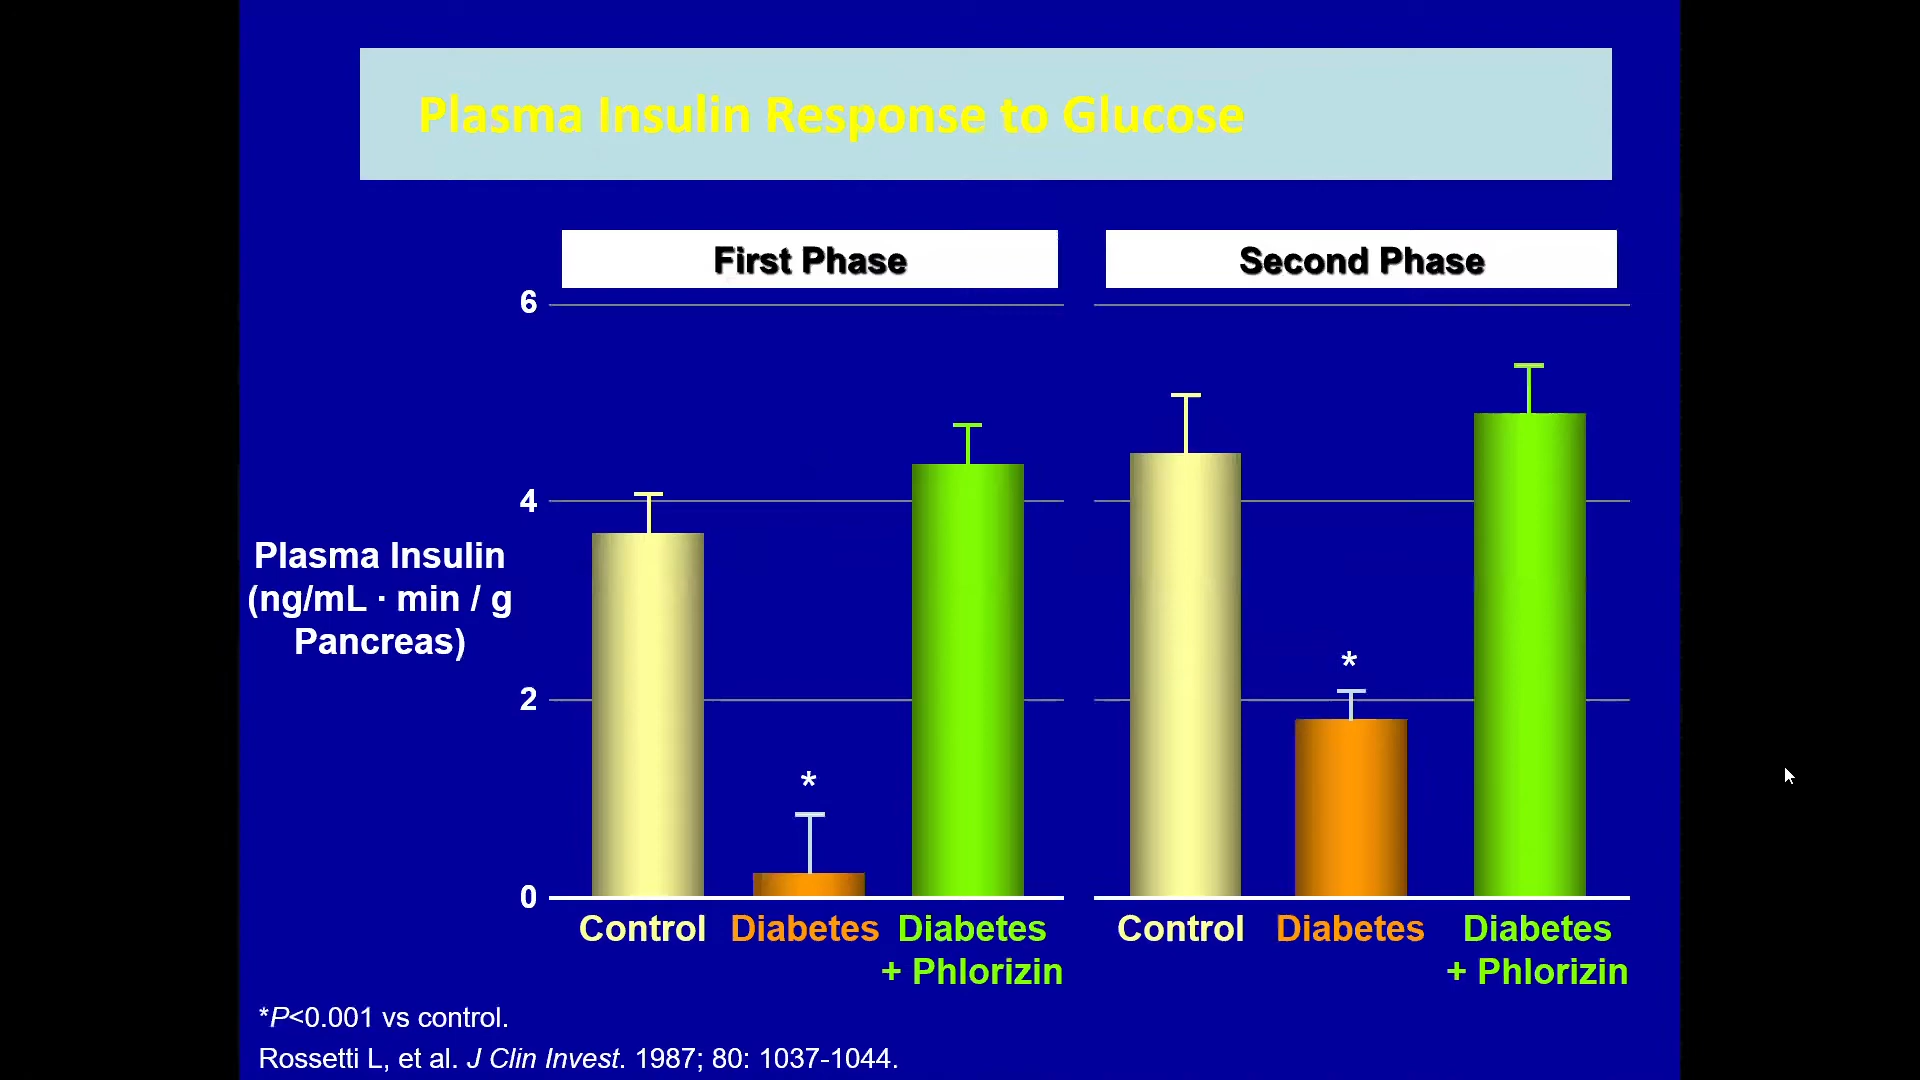 Plasma Insulin Response to Glucose
First Phase
Second Phase
6
4
2
0
Plasma Insulin
(ng/mL · min / g
Pancreas)
*
*
Control Diabetes Diabetes
+ Phlorizin
Control Diabetes Diabetes
+ Phlorizin
*P<0.001 vs control.
Rossetti L, et al. J Clin Invest. 1987; 80: 1037-1044.